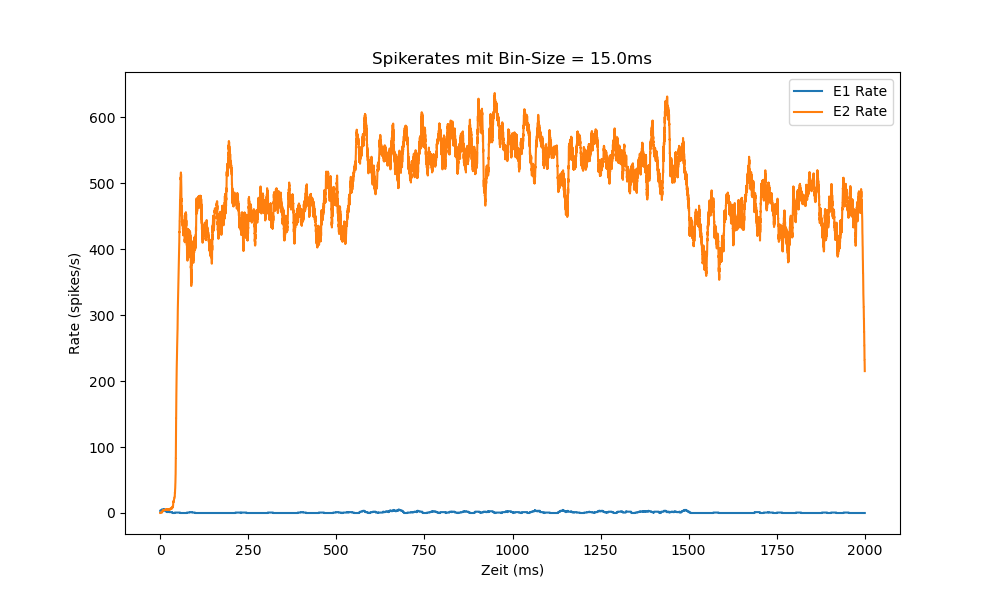 Spikerates mit Bin-Size = 15.0ms
E1 Rate
E2 Rate
Rate (spikes/s)
600
500
400
300
200
100
0
0 250 500 750 1000 1250 1500 1750 2000
Zeit (ms)